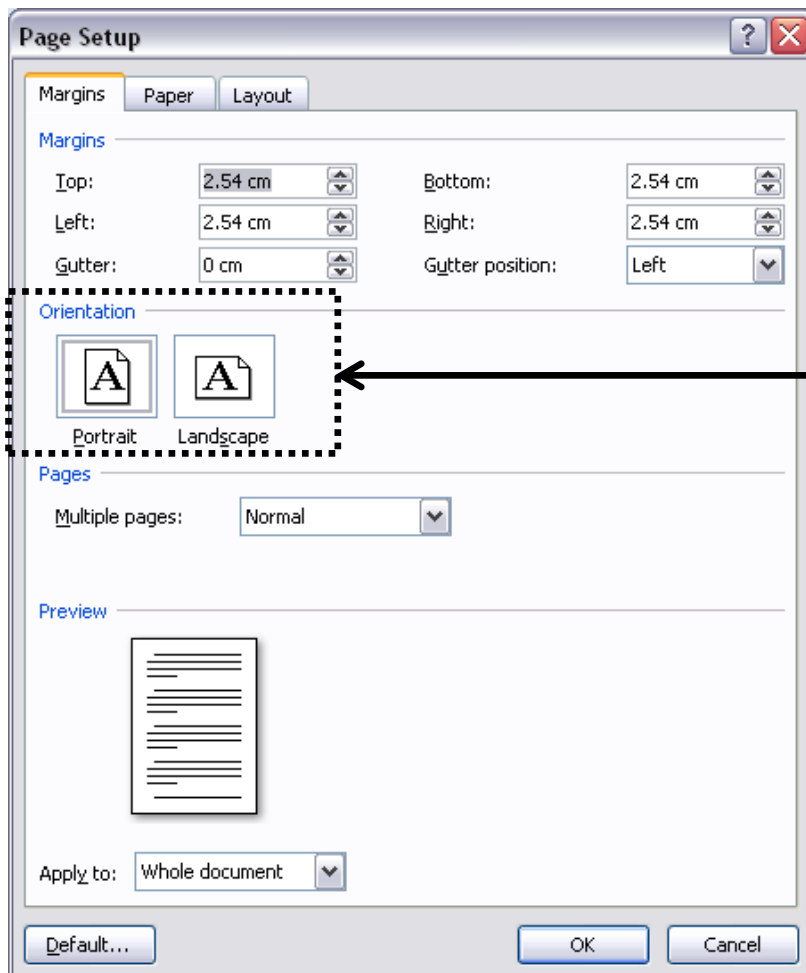 Page Setup
Margins Paper Layout
Margins
Top: 2.54 cm Bottom: 2.54 cm
Left: 2.54 cm Right: 2.54 cm
Gutter: 0 cm Gutter position: Left
Orientation
A A
Portrait Landscape
Pages
Multiple pages: Normal
Preview
Apply to: Whole document
Default... OK Cancel